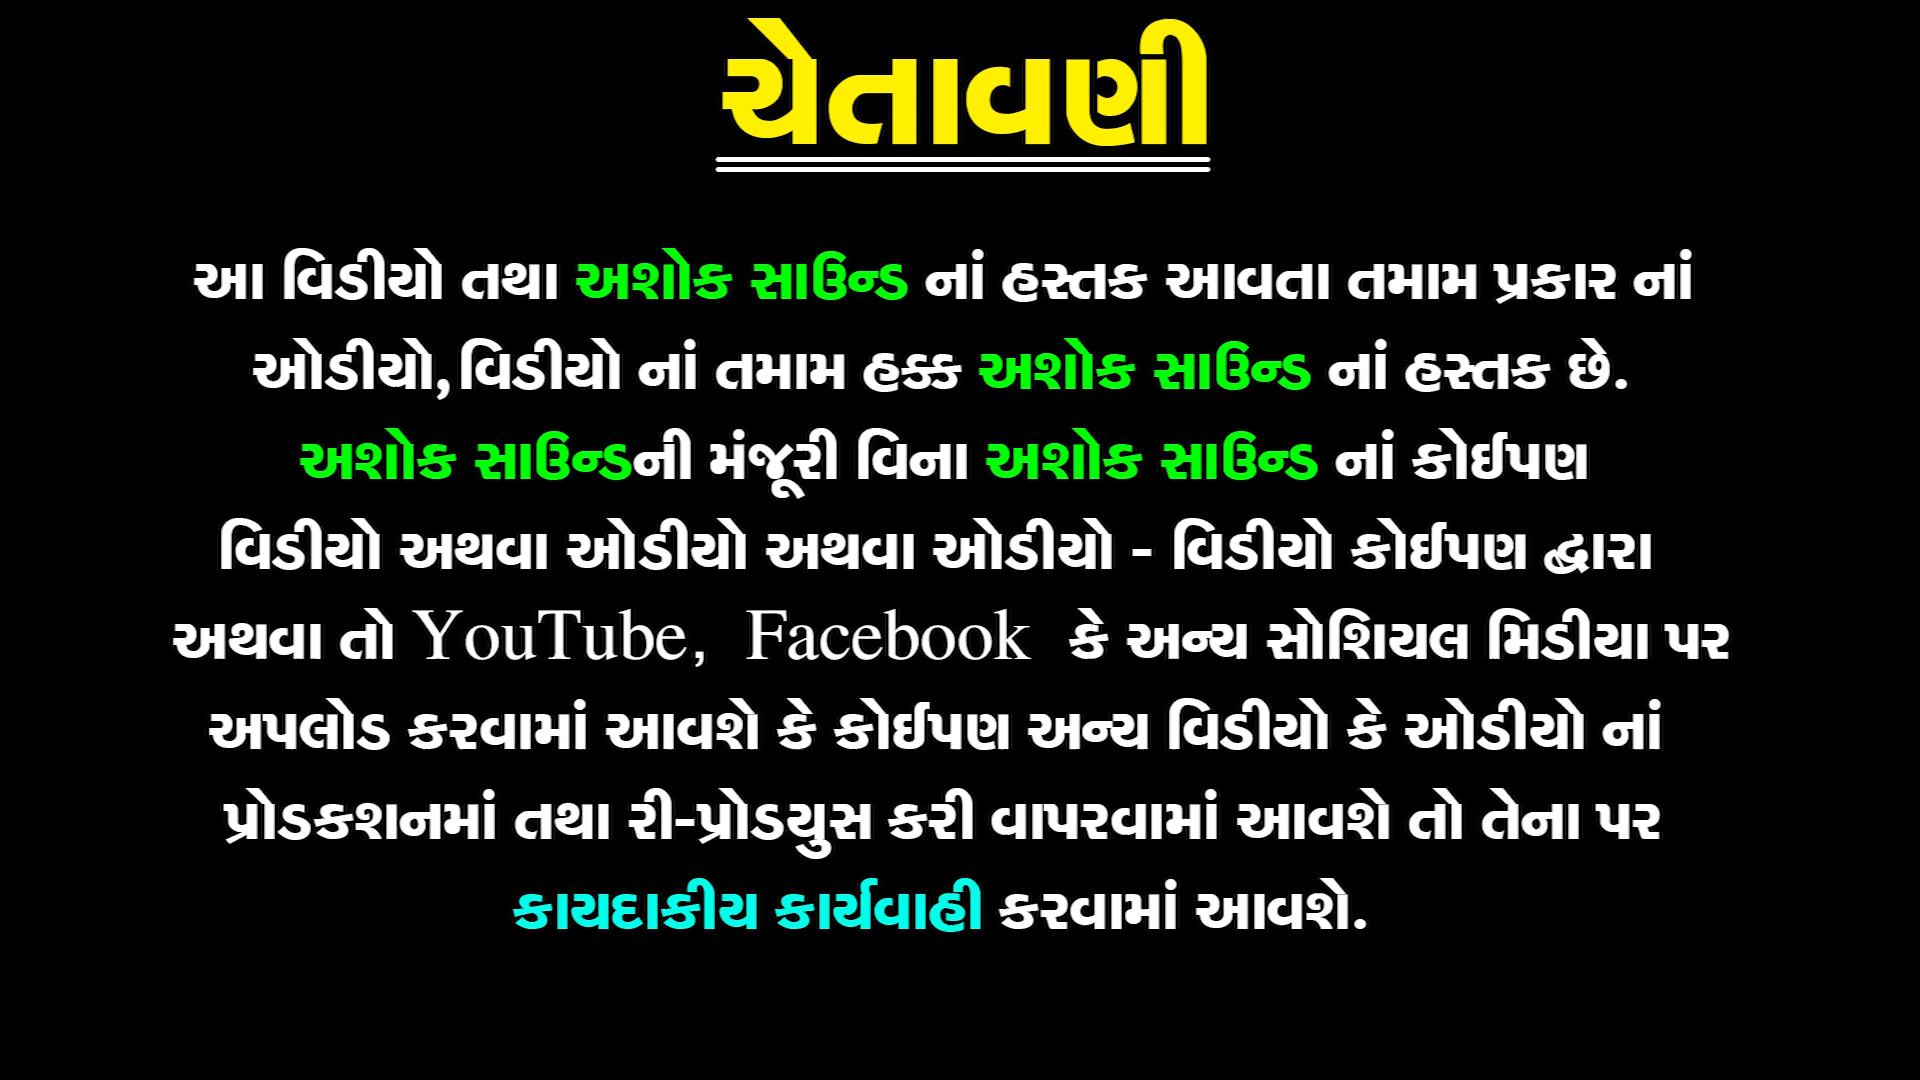 ચેતાવણી
આ વિડીયો તથા અશોક સાઉન્ડ નાં હસ્તક આવતા તમામ પ્રકાર નાં
ઓડીયો,વિડીયો નાં તમામ હક્ક અશોક સાઉન્ડ નાં હસ્તક છે.
અશોક સાઉન્ડની મંજૂરી વિના અશોક સાઉન્ડ નાં કોઈપણ
વિડીયો અથવા ઓડીયો અથવા ઓડીયો - વિડીયો કોઈપણ દ્વારા
અથવા તો YouTube, Facebook કે અન્ય સોશિયલ મિડીયા પર
અપલોડ કરવામાં આવશે કે કોઈપણ અન્ય વિડીયો કે ઓડીયો નાં
પ્રોડકશનમાં તથા રી-પ્રોડયુસ કરી વાપરવામાં આવશે તો તેના પર
કાયદાકીય કાર્યવાહી કરવામાં આવશે.